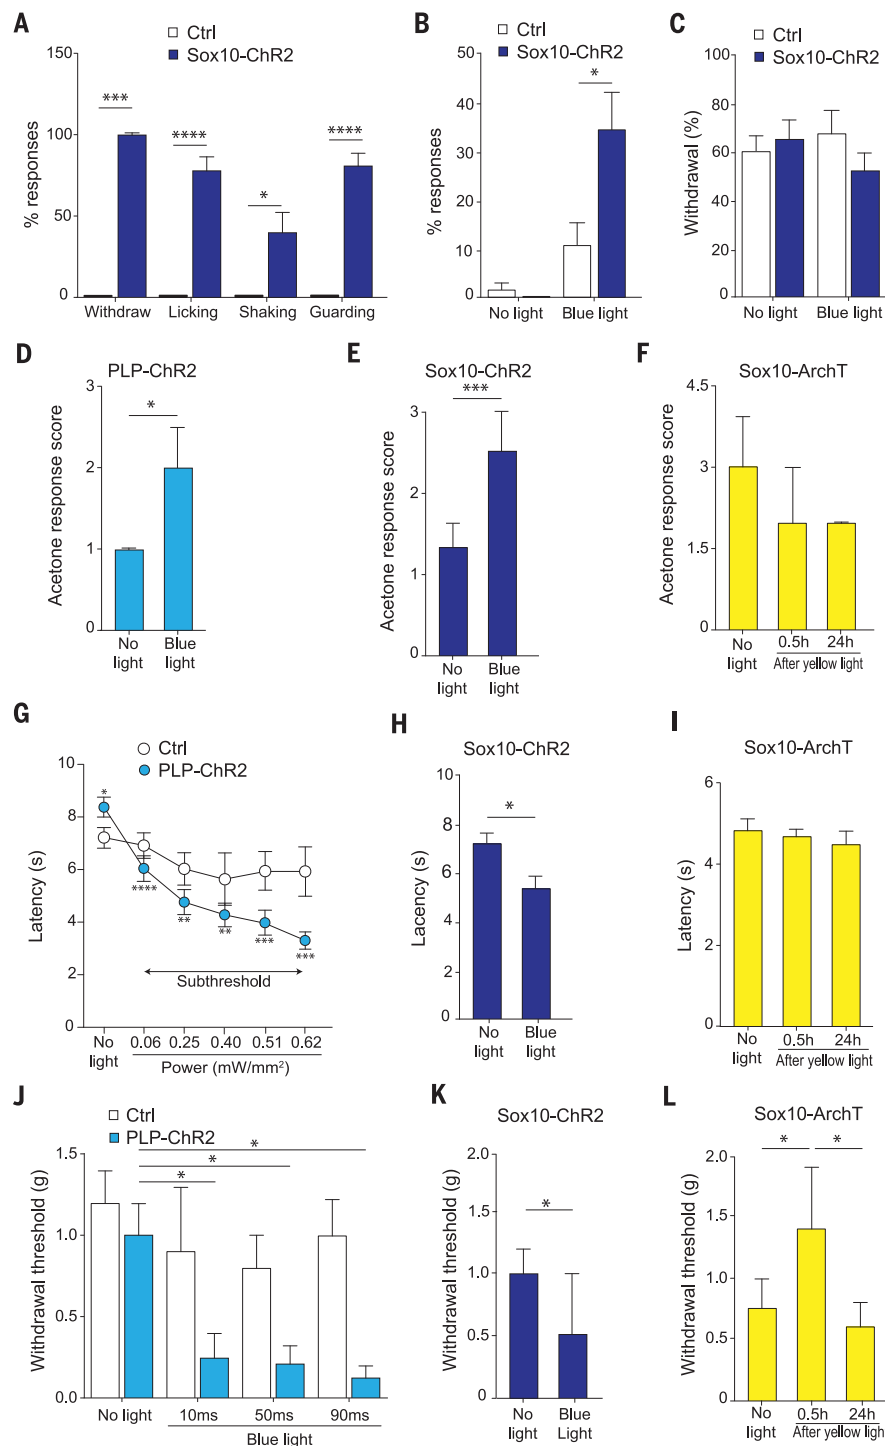 A
Ctrl
Sox10-ChR2
150
100
50
0
% responses
***
****
*
****
Withdraw Licking Shaking Guarding
B
Ctrl
Sox10-ChR2
50
40
30
20
10
0
% responses
*
No light Blue light
C
Ctrl
Sox10-ChR2
100
80
60
40
20
0
Withdrawal (%)
No light Blue light
D
PLP-ChR2
3
2
1
0
Acetone response score
*
No light Blue light
E
Sox10-ChR2
3
2
1
0
Acetone response score
***
No light Blue light
F
Sox10-ArchT
4.5
3
1.5
0
Acetone response score
No light 0.5h 24h
After yellow light
G
Ctrl
PLP-ChR2
10
8
6
4
2
0
Latency (s)
*
****
**
**
***
***
Subthreshold
No light 0.06 0.25 0.40 0.51 0.62
Power (mW/mm²)
H
Sox10-ChR2
10
8
6
4
2
0
Lacency (s)
*
No light Blue light
I
Sox10-ArchT
6
4
2
0
Latency (s)
No light 0.5h 24h
After yellow light
J
Ctrl
PLP-ChR2
1.5
1.0
0.5
0.0
Withdrawal threshold (g)
*
*
*
No light 10ms 50ms 90ms
Blue light
K
Sox10-ChR2
2.0
1.5
1.0
0.5
0
Withdrawal threshold (g)
*
No light Blue Light
L
Sox10-ArchT
2.0
1.5
1.0
0.5
0
Withdrawal threshold (g)
* *
No light 0.5h 24h
After yellow ligh